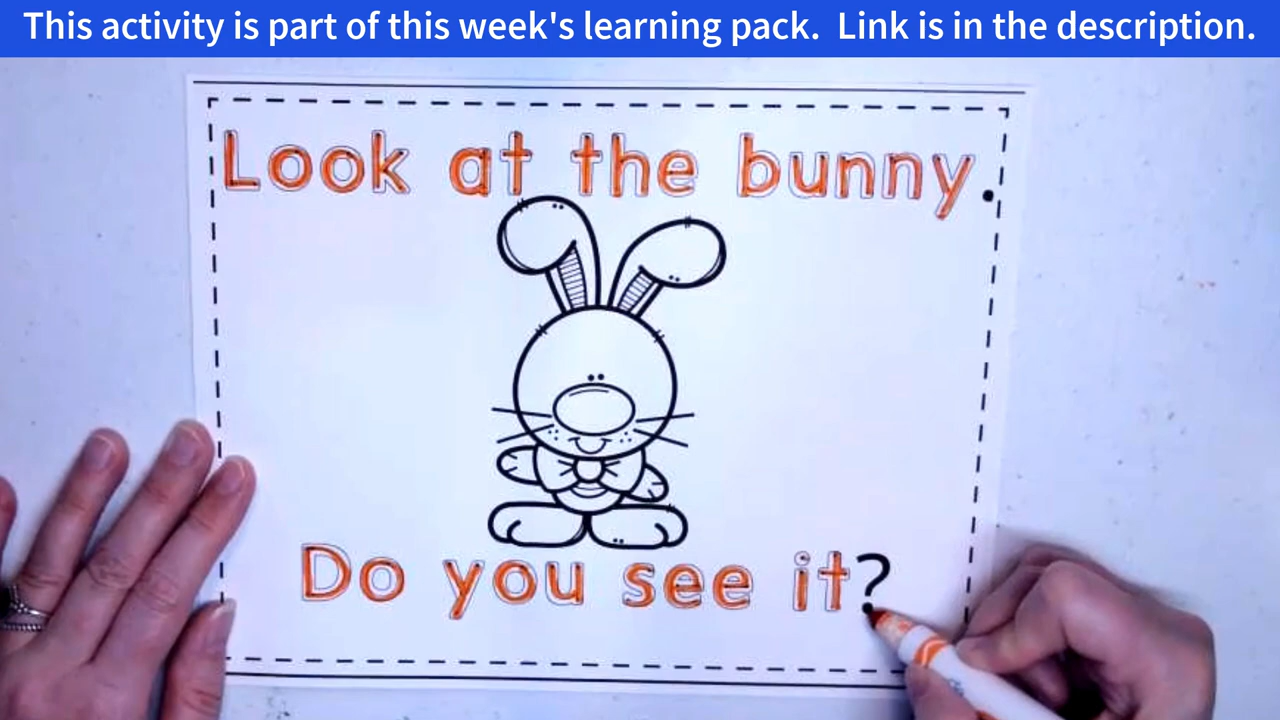 This activity is part of this week's learning pack.  Link is in the description.
Look at the bunny.
Do you see it?